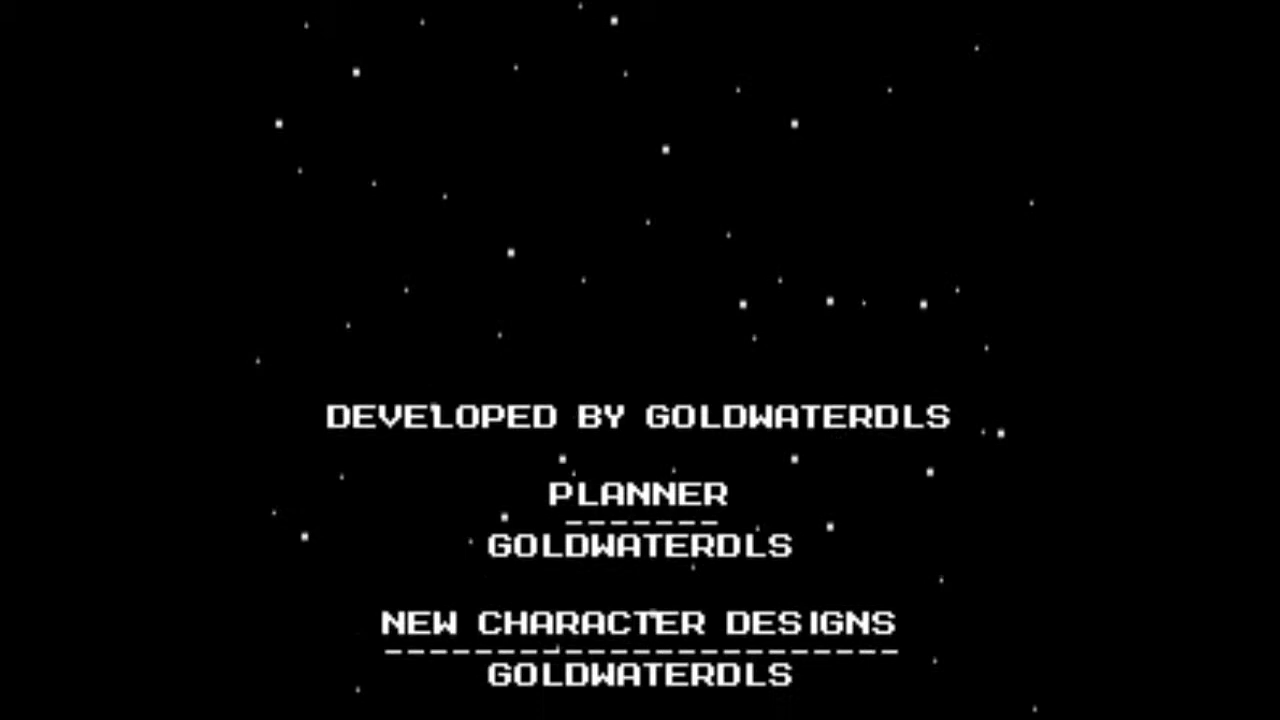 DEVELOPED BY GOLDWATERDLS
PLANNER
-------
GOLDWATERDLS
NEW CHARACTER DESIGNS
----------------------
GOLDWATERDLS